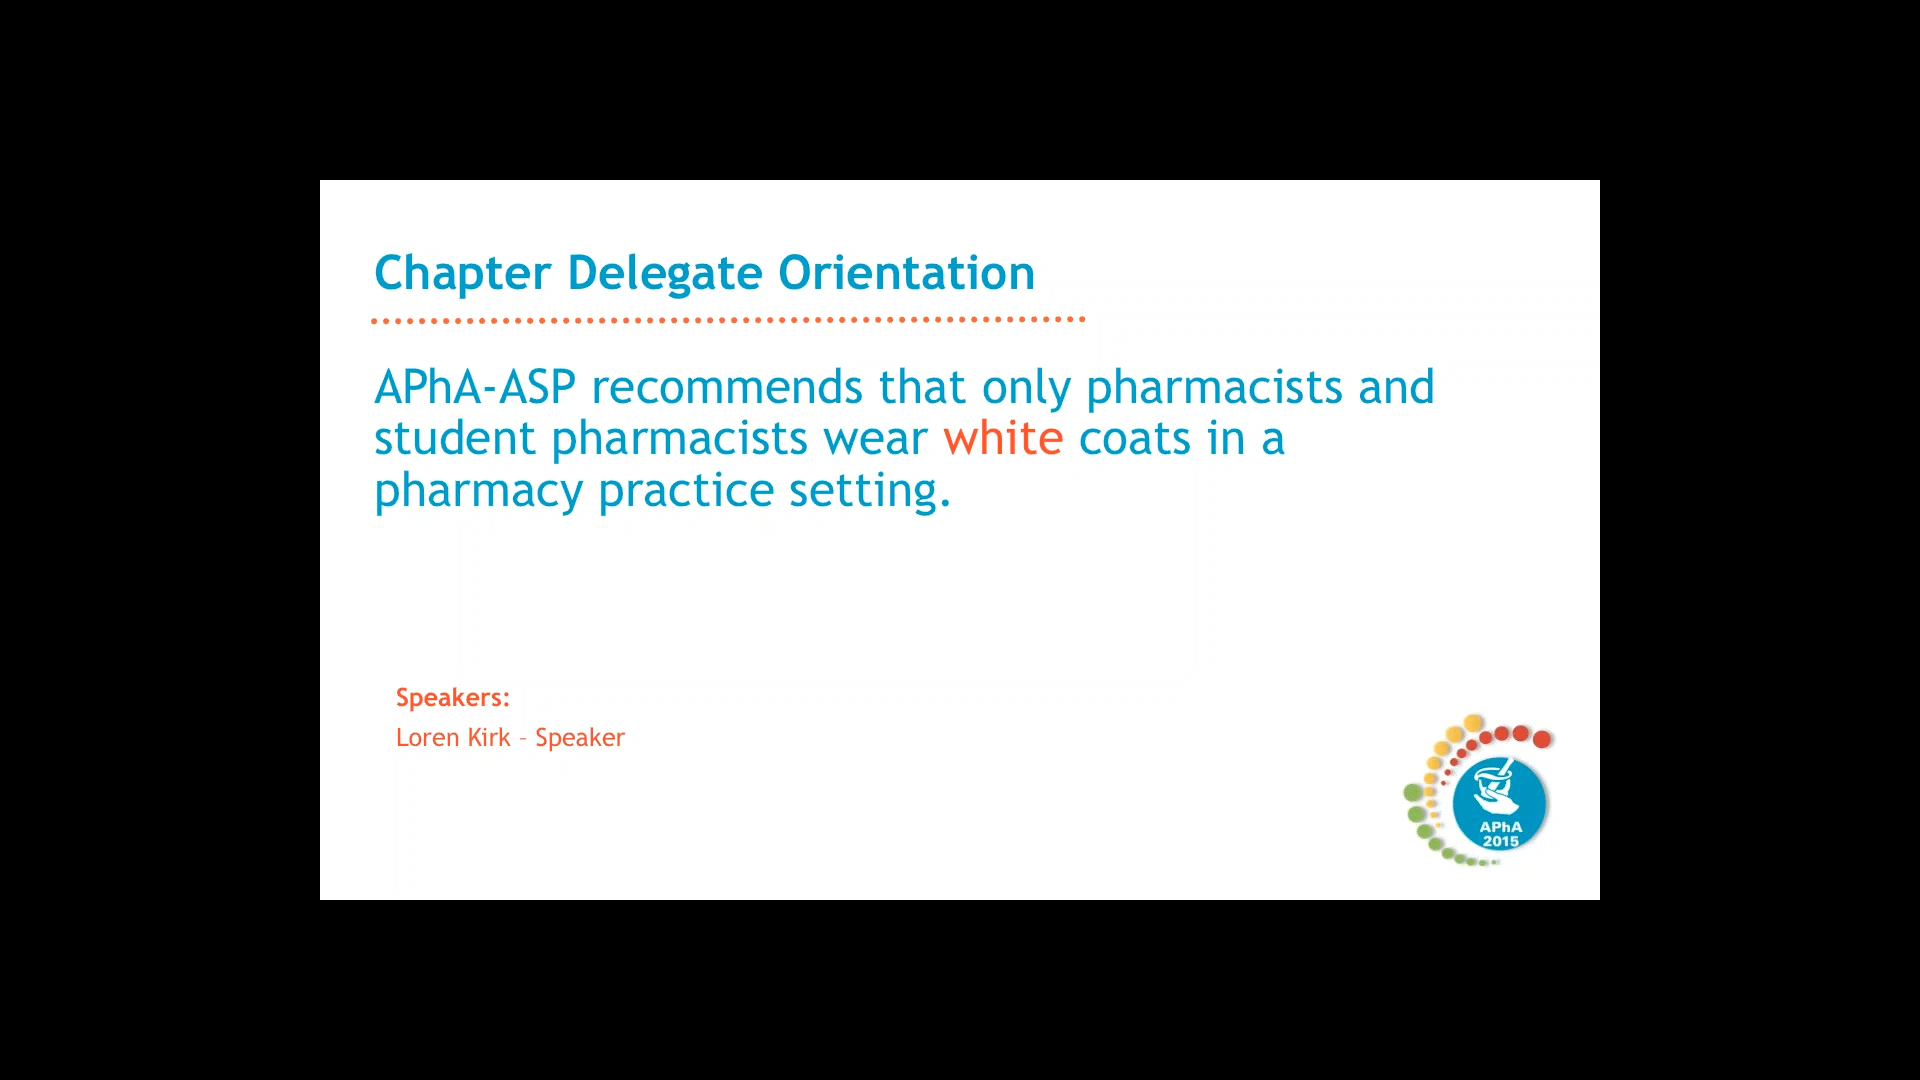 Chapter Delegate Orientation
APhA-ASP recommends that only pharmacists and
student pharmacists wear white coats in a
pharmacy practice setting.
Speakers:
Loren Kirk – Speaker
APhA
2015